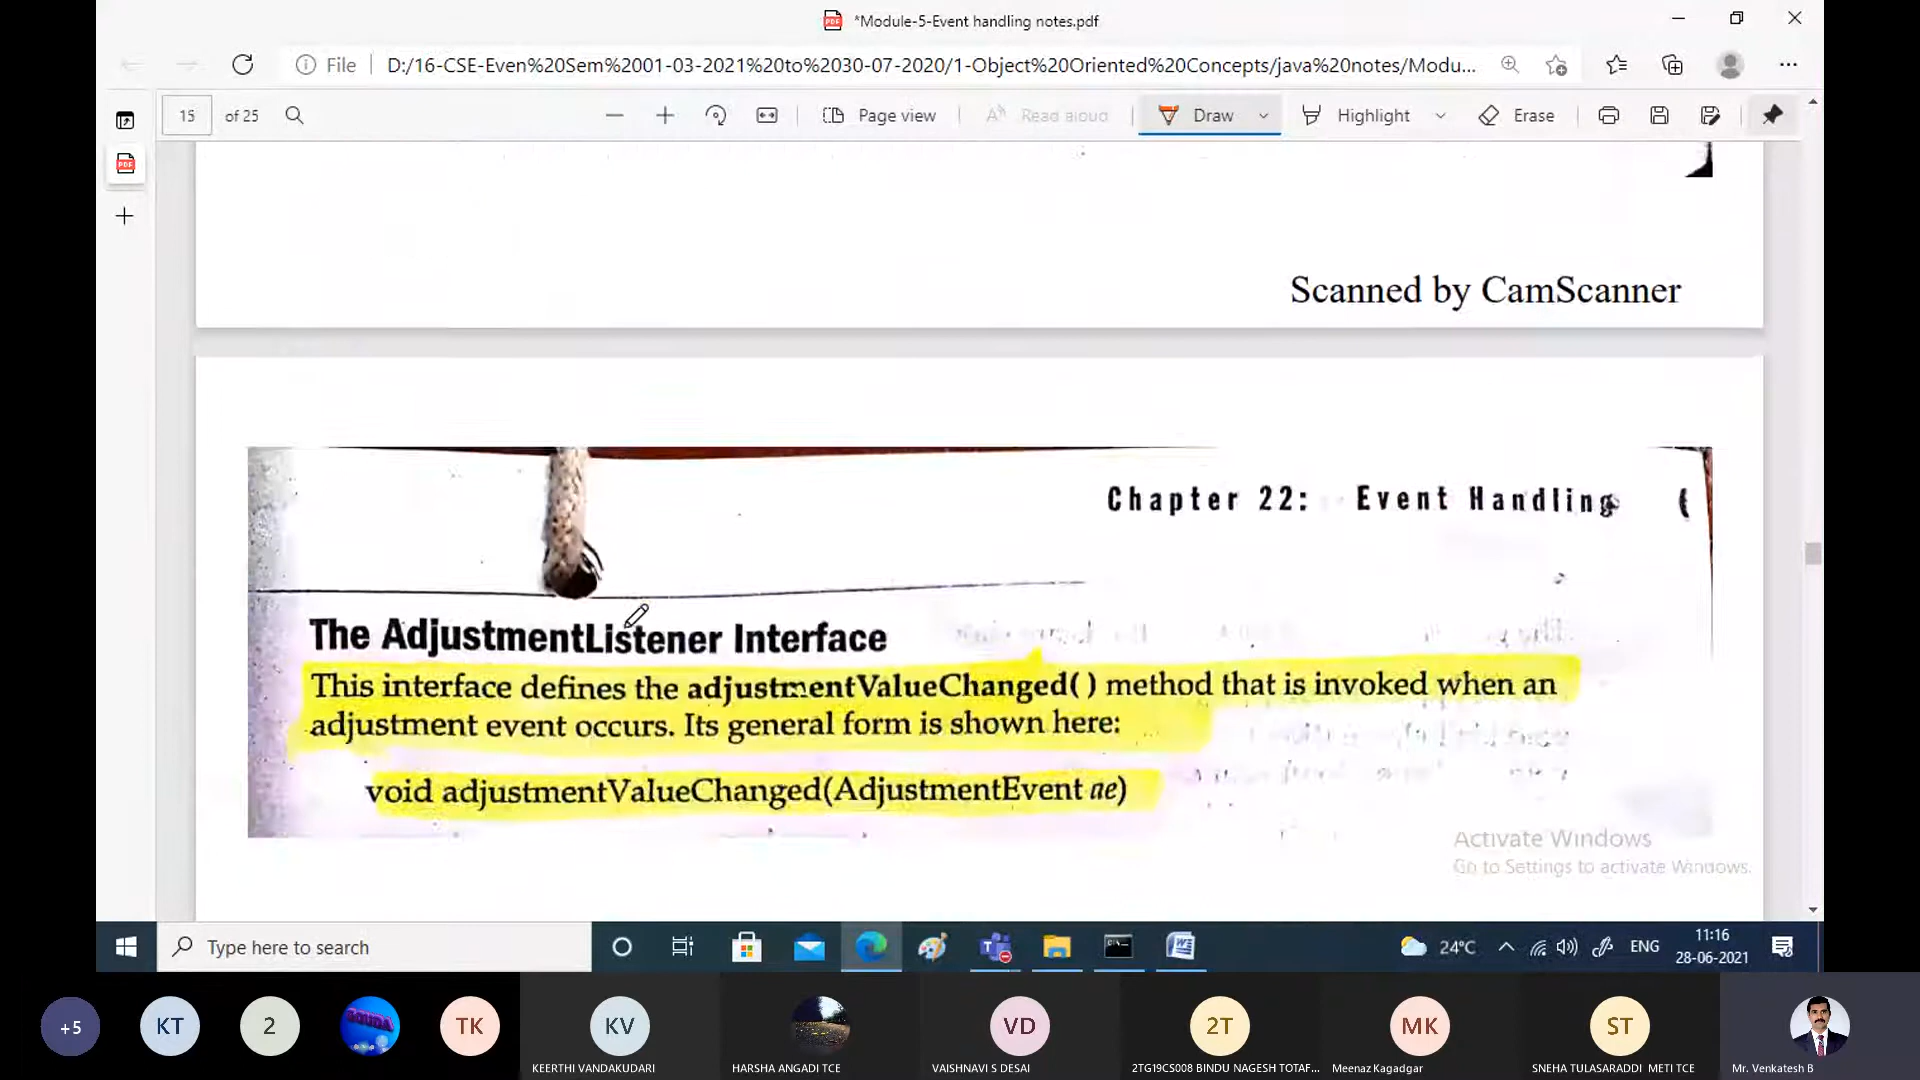 *Module-5-Event handling notes.pdf
File
D:/16-CSE-Even%20Sem%2001-03-2021%20to%2030-07-2020/1-Object%20Oriented%20Concepts/java%20notes/Modu...
15 of 25
Page view
Read aloud
Draw
Highlight
Erase
Scanned by CamScanner
Chapter 22: Event Handling
The AdjustmentListener Interface
This interface defines the adjustmentValueChanged( ) method that is invoked when an
adjustment event occurs. Its general form is shown here:
void adjustmentValueChanged(AdjustmentEvent ae)
Activate Windows
Go to Settings to activate Windows.
Type here to search
24°C
ENG
11:16
28-06-2021
+5
KT
2
TK
KV
VD
2T
MK
ST
KEERTHI VANDAKUDARI
HARSHA ANGADI TCE
VAISHNAVI S DESAI
2TG19CS008 BINDU NAGESH TOTAF...
Meenaz Kagadgar
SNEHA TULASARADDI METI TCE
Mr. Venkatesh B